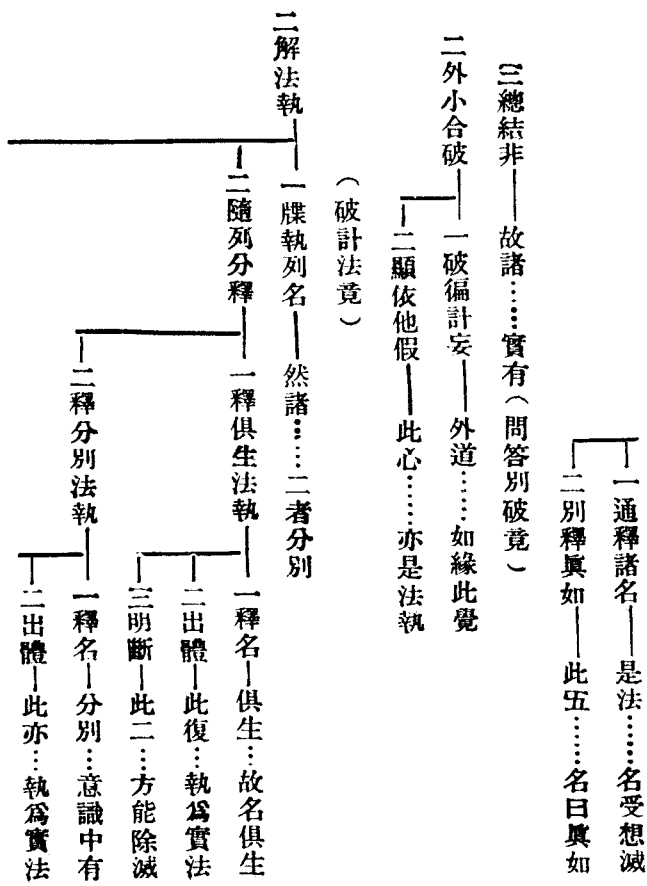 一通釋諸名──是法……名受想滅
二別釋眞如──此五……名曰眞如
三總結非──故諸……實有(問答別破竟)
二外小合破
一破徧計妄──外道……如緣此覺
二顯依他假──此心……亦是法執
(破計法竟)
二解法執
一牒執列名──然諸……二者分別
二隨列分釋
一釋俱生法執
一釋名─俱生…故名俱生
二出體─此復…執爲實法
三明斷─此二…方能除滅
二釋分別法執
一釋名─分別…意識中有
二出體─此亦…執爲實法